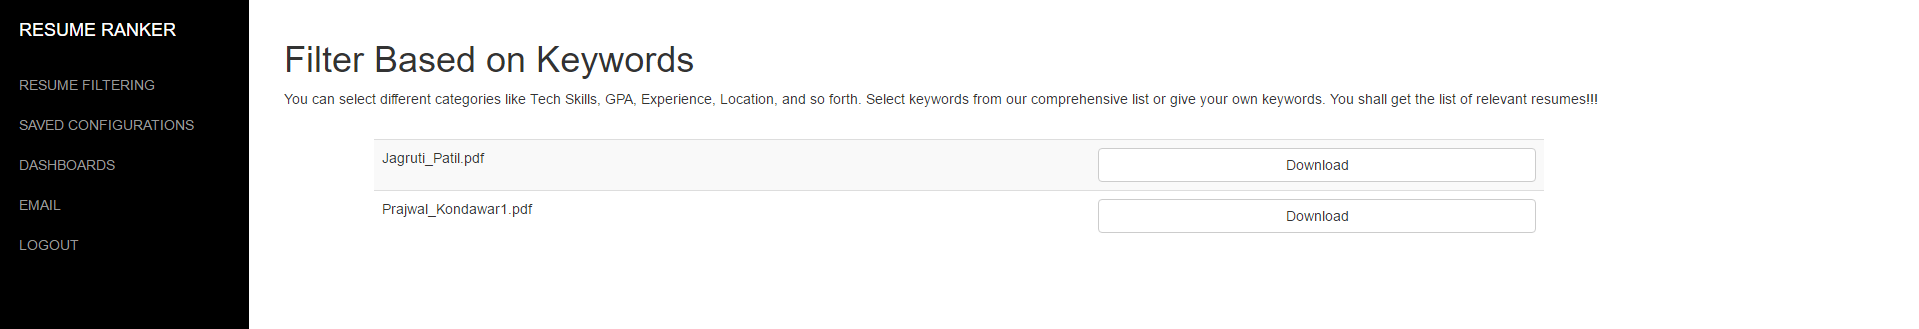 RESUME RANKER
RESUME FILTERING
SAVED CONFIGURATIONS
DASHBOARDS
EMAIL
LOGOUT
Filter Based on Keywords
You can select different categories like Tech Skills, GPA, Experience, Location, and so forth. Select keywords from our comprehensive list or give your own keywords. You shall get the list of relevant resumes!!!
Jagruti_Patil.pdf Download
Prajwal_Kondawar1.pdf Download